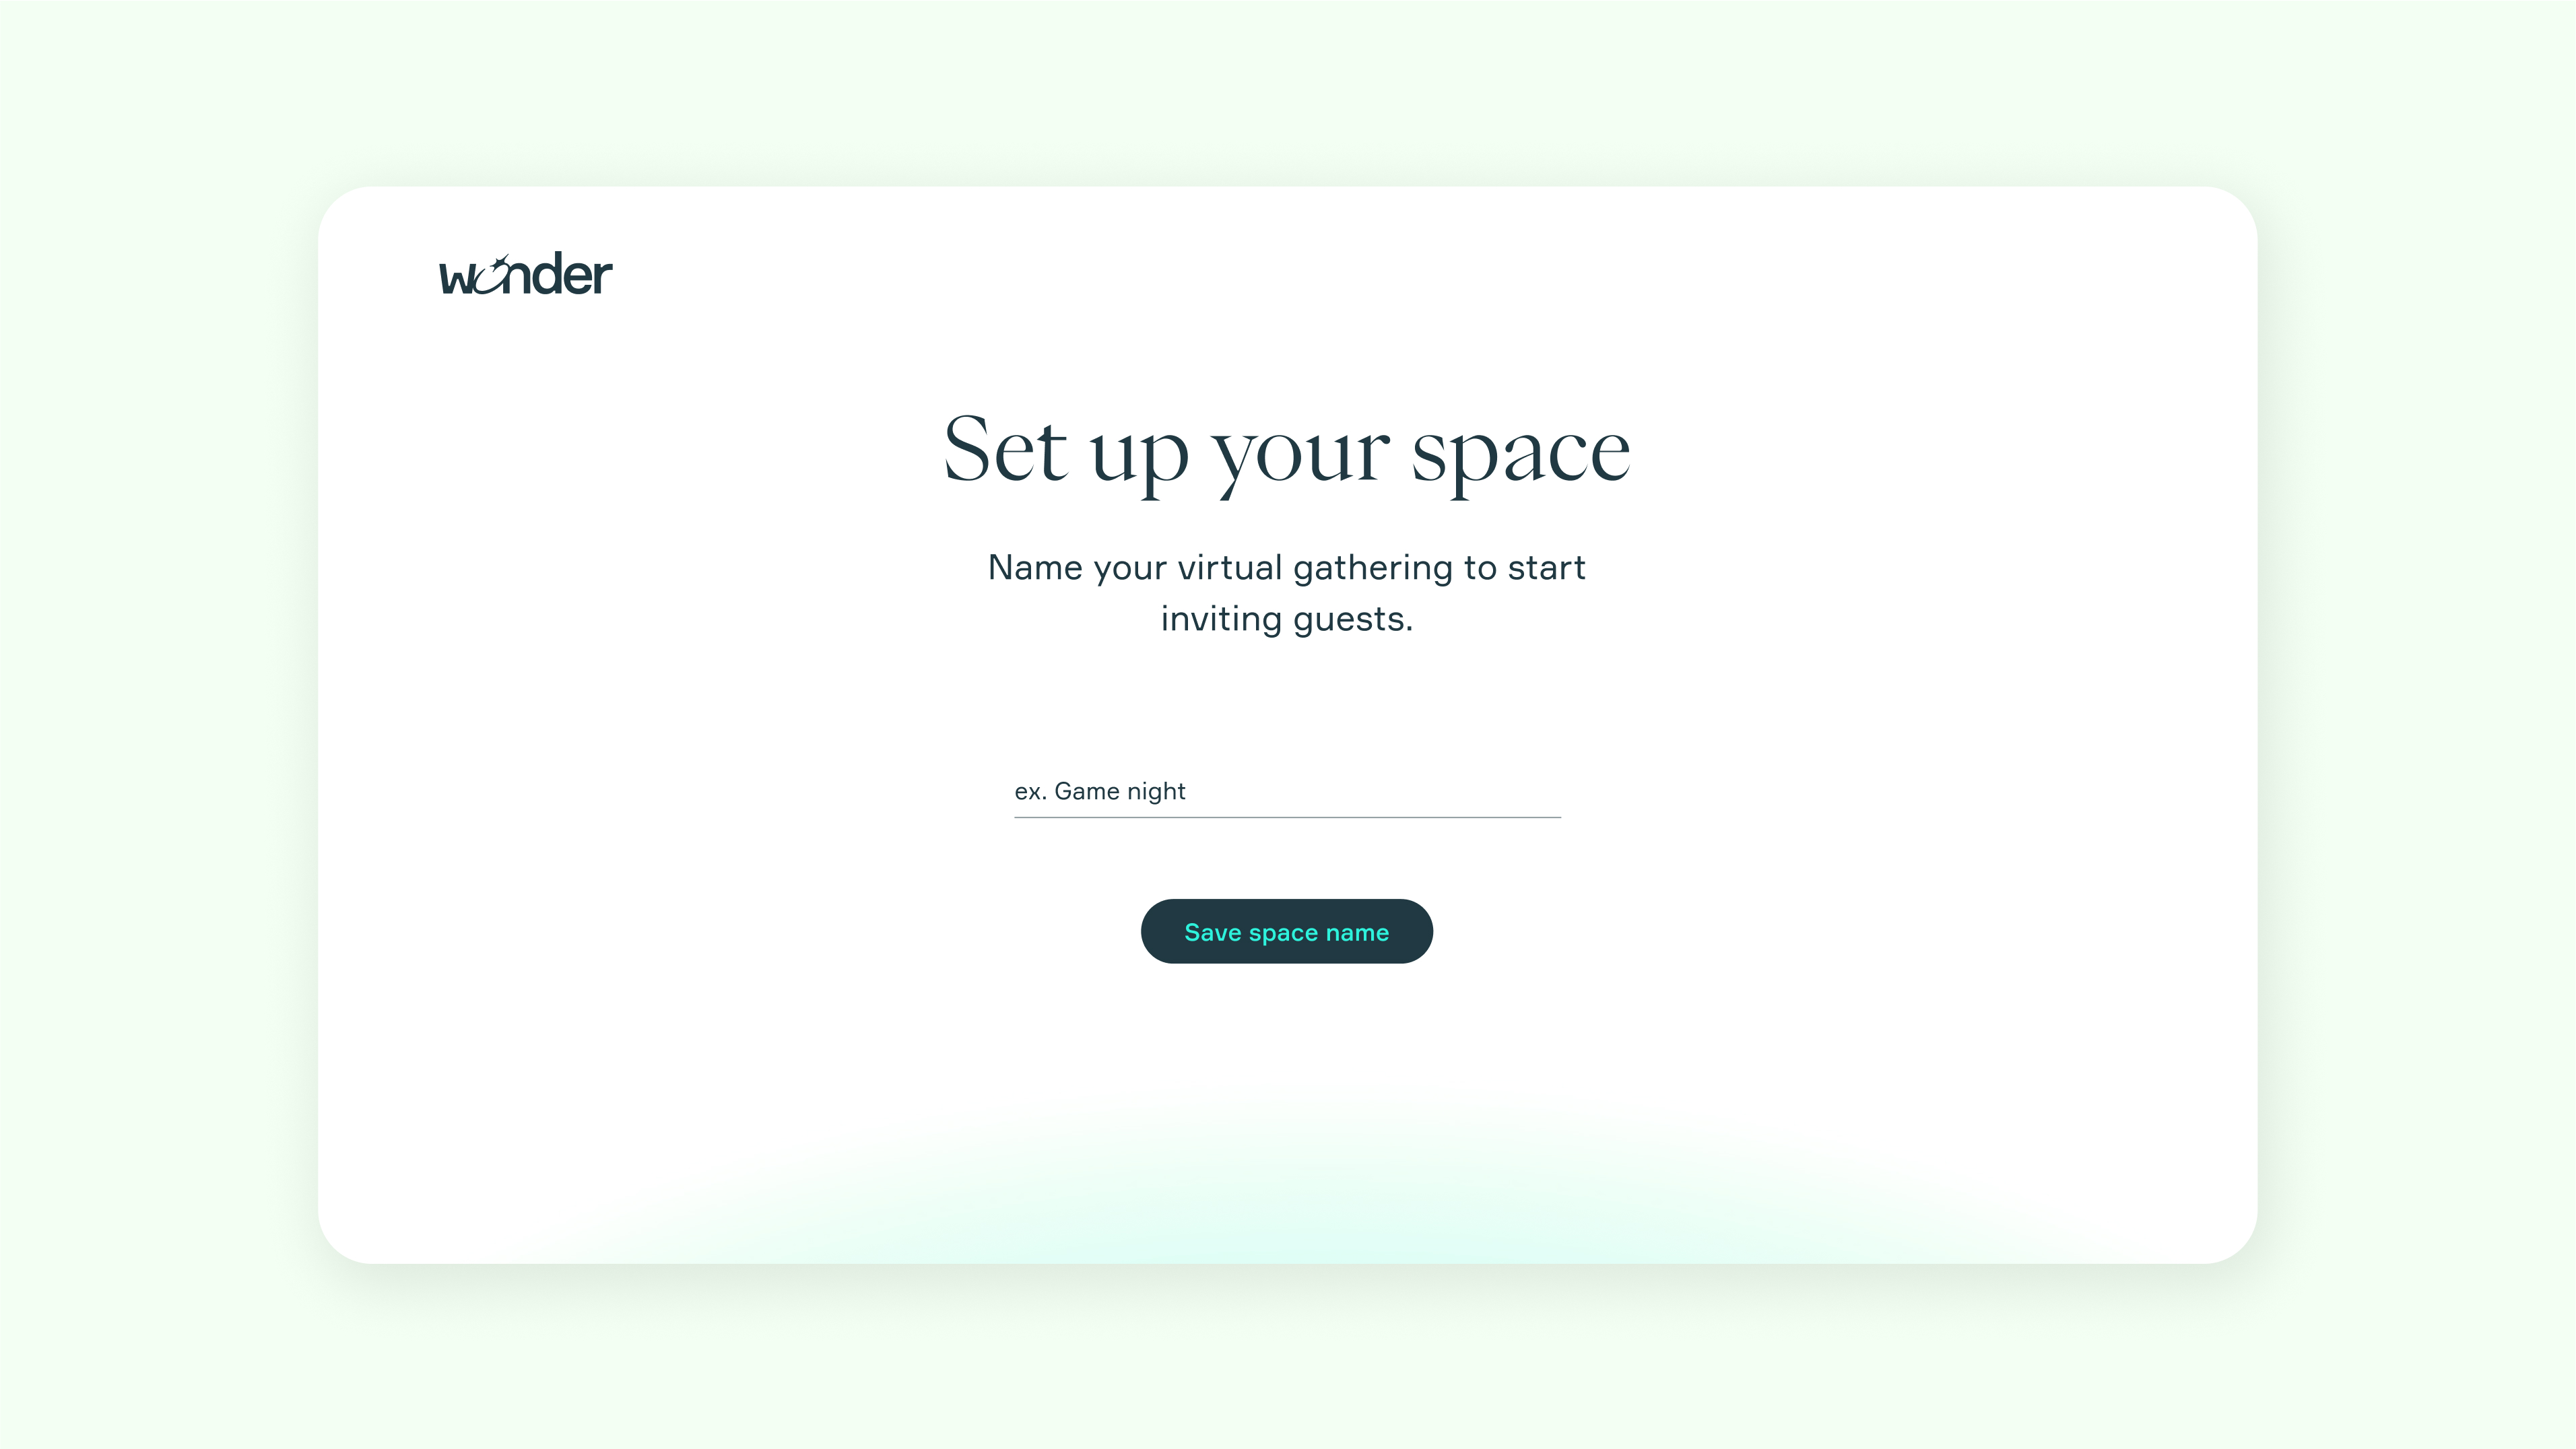 wonder
Set up your space
Name your virtual gathering to start
inviting guests.
ex. Game night
Save space name